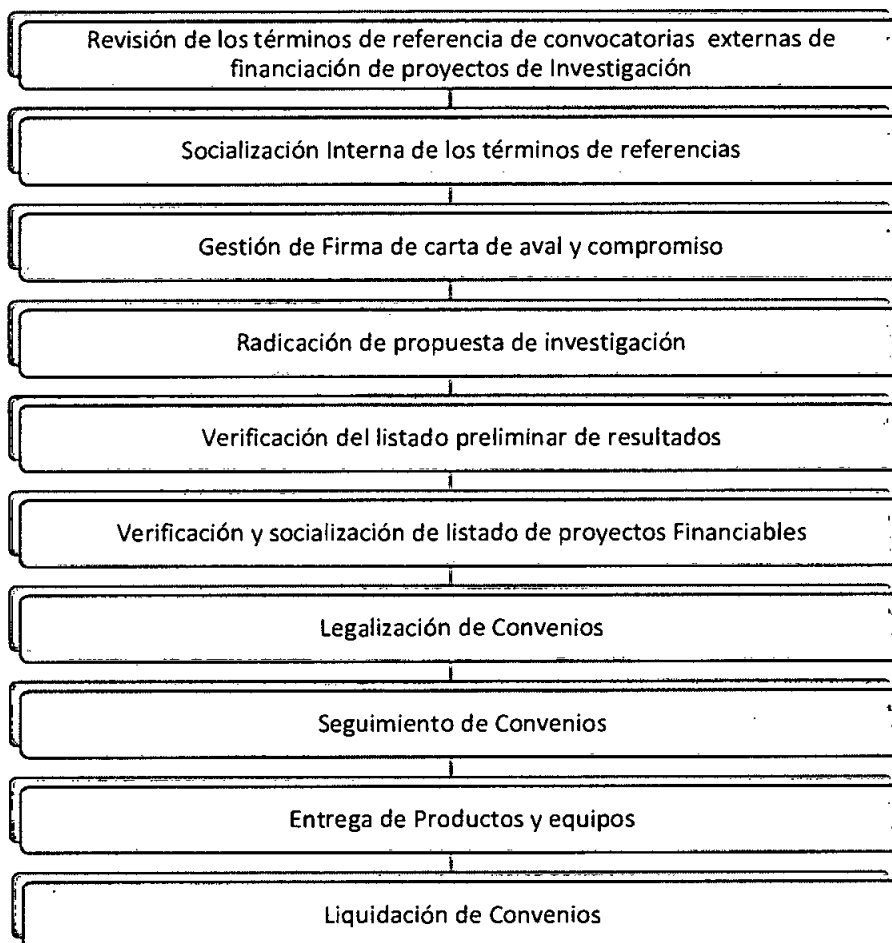 Revisión de los términos de referencia de convocatorias externas de
financiación de proyectos de Investigación
Socialización Interna de los términos de referencias
Gestión de Firma de carta de aval y compromiso
Radicación de propuesta de investigación
Verificación del listado preliminar de resultados
Verificación y socialización de listado de proyectos Financiables
Legalización de Convenios
Seguimiento de Convenios
Entrega de Productos y equipos
Liquidación de Convenios